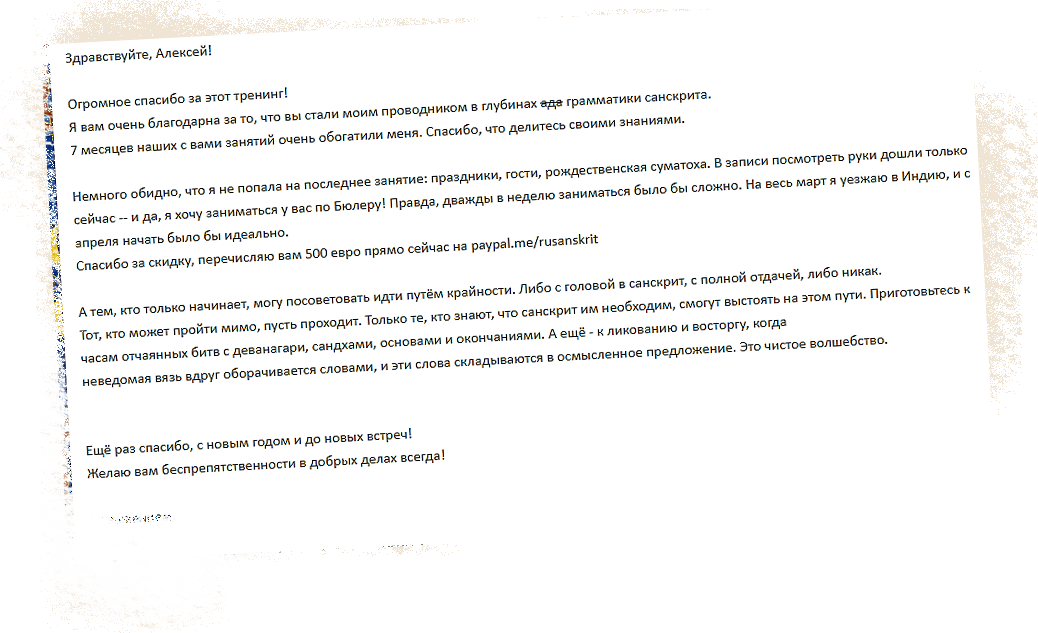 Здравствуйте, Алексей!
Огромное спасибо за этот тренинг!
Я вам очень благодарна за то, что вы стали моим проводником в глубинах ада грамматики санскрита.
7 месяцев наших с вами занятий очень обогатили меня. Спасибо, что делитесь своими знаниями.
Немного обидно, что я не попала на последнее занятие: праздники, гости, рождественская суматоха. В записи посмотреть руки дошли только
сейчас -- и да, я хочу заниматься у вас по Бюлеру! Правда, дважды в неделю заниматься было бы сложно. На весь март я уезжаю в Индию, и с
апреля начать было бы идеально.
Спасибо за скидку, перечисляю вам 500 евро прямо сейчас на paypal.me/rusanskrit
А тем, кто только начинает, могу посоветовать идти путём крайности. Либо с головой в санскрит, с полной отдачей, либо никак.
Тот, кто может пройти мимо, пусть проходит. Только те, кто знают, что санскрит им необходим, смогут выстоять на этом пути. Приготовьтесь к
часам отчаянных битв с деванагари, сандхами, основами и окончаниями. А ещё - к ликованию и восторгу, когда
неведомая вязь вдруг оборачивается словами, и эти слова складываются в осмысленное предложение. Это чистое волшебство.
Ещё раз спасибо, с новым годом и до новых встреч!
Желаю вам беспрепятственности в добрых делах всегда!